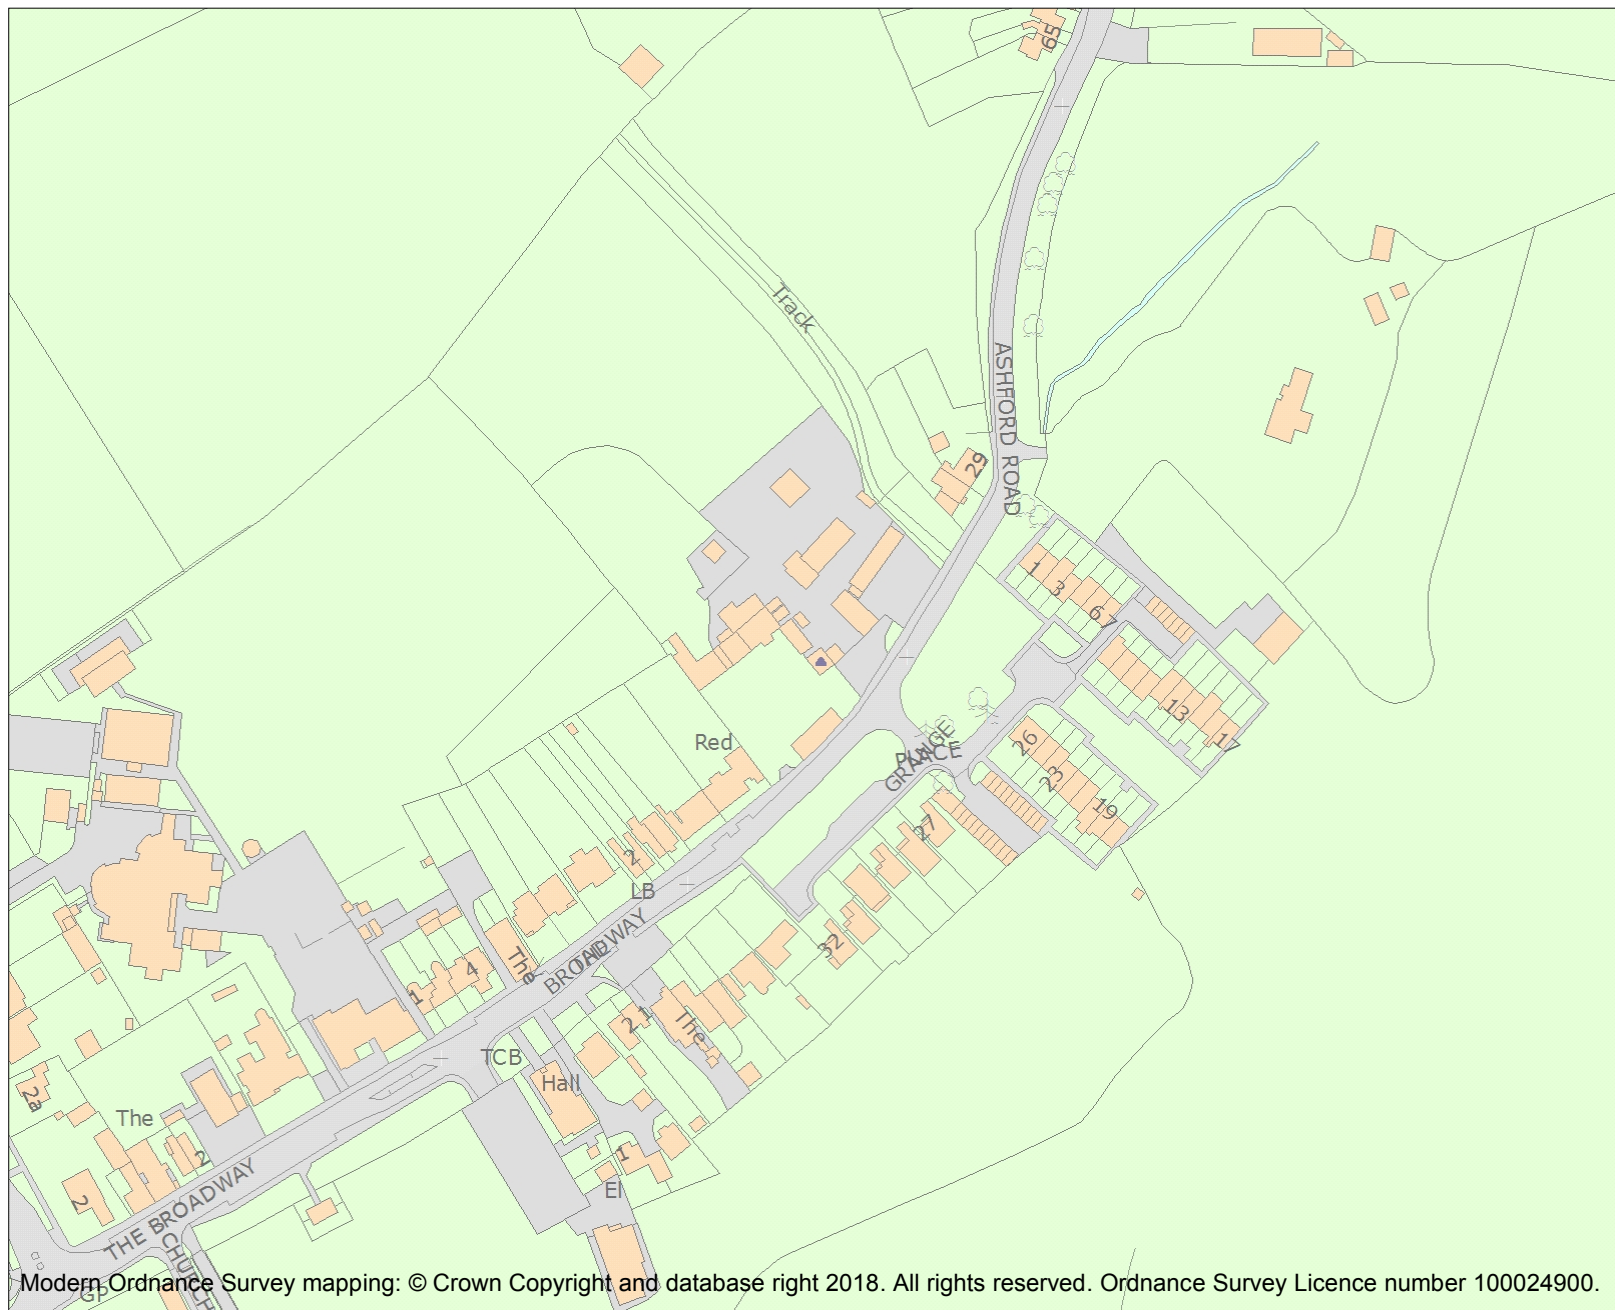 65
Track
ASHFORD ROAD
29
1
3
6
7
13
17
Red
GRANGE
PLACE
26
23
19
27
2
LB
THE
BROADWAY
32
The
4
1
2
1
The
TCB
Hall
2a
The
2
1
El
2
THE BROADWAY
CHURCH
GP
Modern Ordnance Survey mapping: © Crown Copyright and database right 2018. All rights reserved. Ordnance Survey Licence number 100024900.